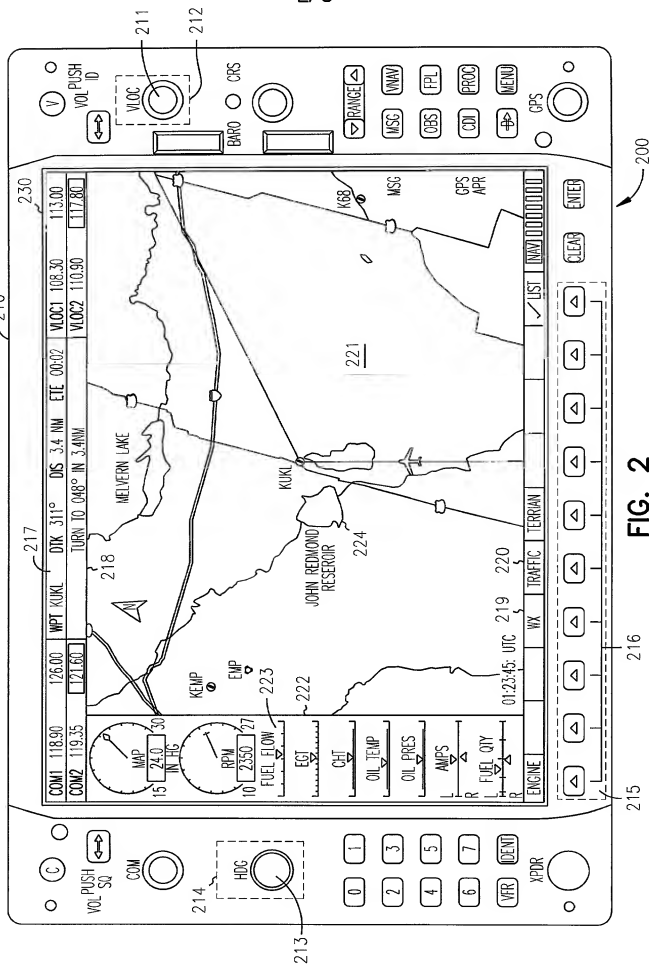 230
211
212
217
COM1 118.90 126.00 WPT KUKL DTK 311° DIS 3.4 NM ETE 00:02 VLOC1 108.30 113.00
COM2 119.35 121.60 TURN TO 048° IN 3.4NM VLOC2 110.90 117.80
218
C
VOL PUSH
SQ
COM
214
HDG
213
0 1
2 3
4 5
6 7
VFR IDENT
XPDR
MAP
24.0
IN HG
15 30
RPM
2350
10 27
FUEL FLOW
223
EGT
222
CHT
OIL TEMP
OIL PRES
AMPS
L
R
FUEL QTY
L
R
N
MELVERN LAKE
KEMP
EMP
KUKL
JOHN REDMOND
RESEROIR
224
221
K68
MSG
GPS
APR
01:23:45: UTC
219
220
ENGINE WX TRAFFIC TERRIAN LIST NAV
V
VOL PUSH
ID
VLOC
CRS
BARO
RANGE
MSG VNAV
OBS FPL
CDI PROC
D MENU
GPS
CLEAR ENTER
215
216
200
FIG. 2